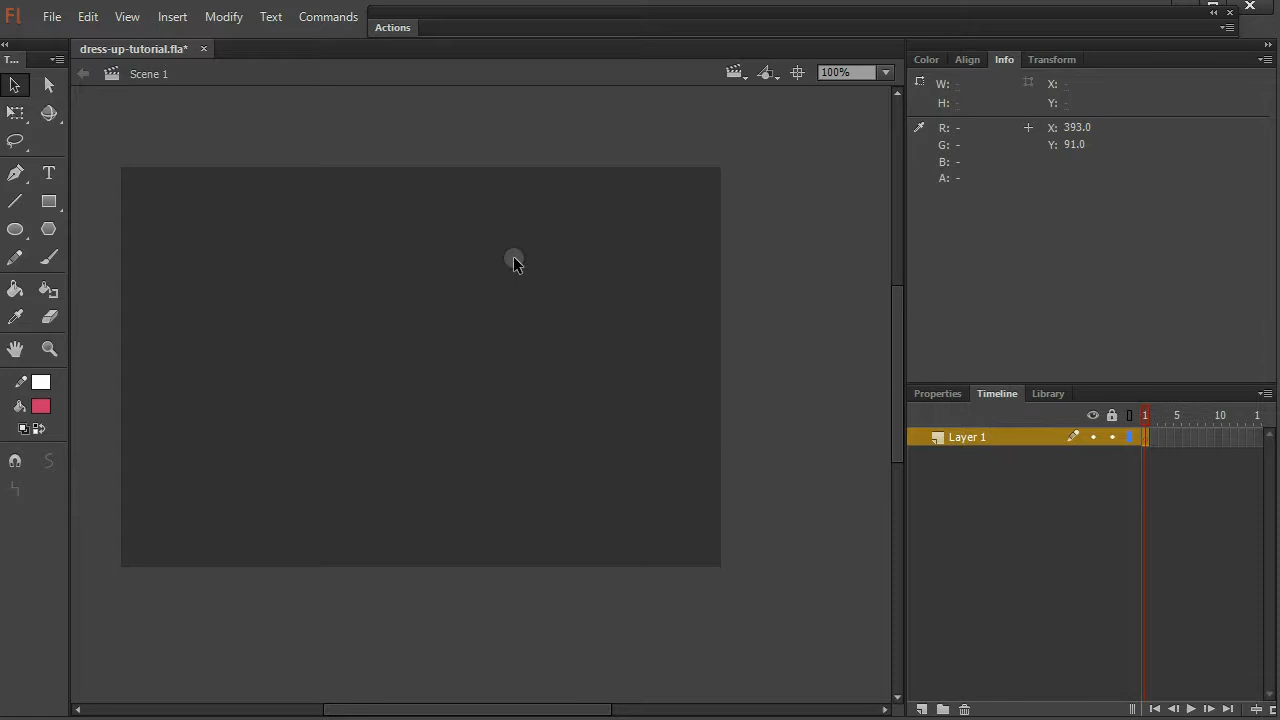 Fl File Edit View Insert Modify Text Commands
Actions
dress-up-tutorial.fla* ×
Scene 1
100%
T...
Color Align Info Transform
W: - X: -
H: - Y: -
R: - X: 393.0
G: - Y: 91.0
B: -
A: -
Properties Timeline Library
1 5 10 1
Layer 1